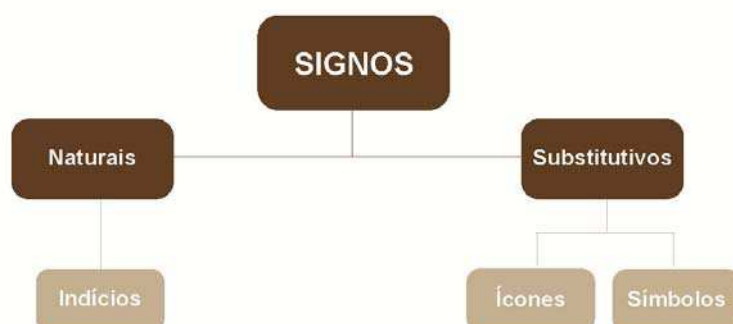 SIGNOS
Naturais
Substitutivos
Indícios
Ícones
Símbolos